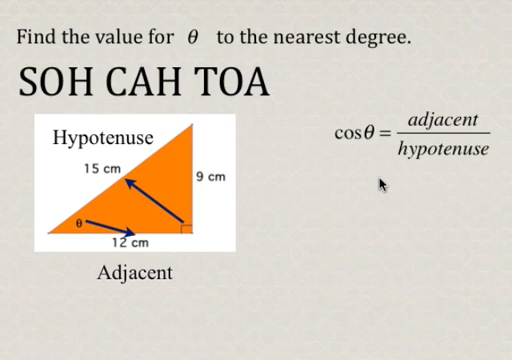 Find the value for θ to the nearest degree.
SOH CAH TOA
Hypotenuse
15 cm
9 cm
θ
12 cm
Adjacent
cosθ = adjacent / hypotenuse